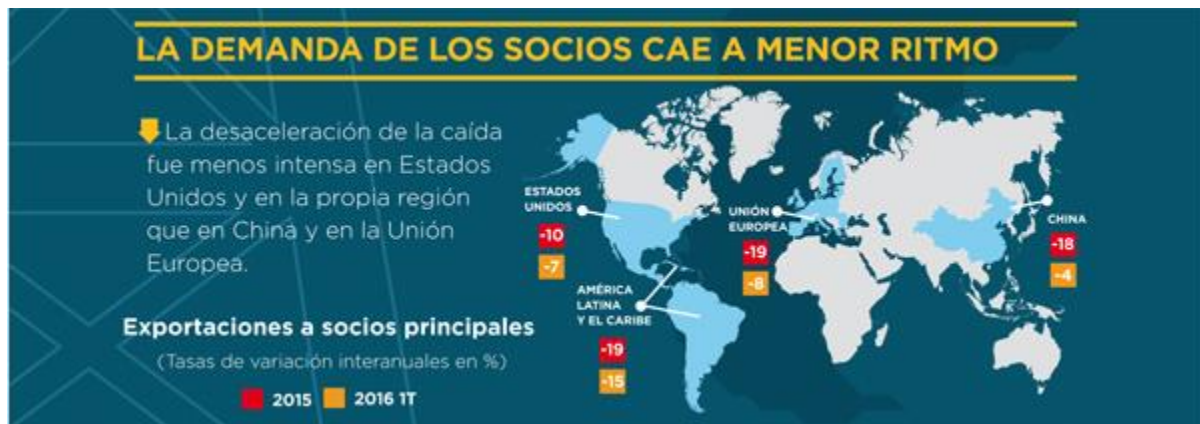 LA DEMANDA DE LOS SOCIOS CAE A MENOR RITMO
La desaceleración de la caída
fue menos intensa en Estados
Unidos y en la propia región
que en China y en la Unión
Europea.
Exportaciones a socios principales
(Tasas de variación interanuales en %)
2015 2016 1T
ESTADOS
UNIDOS
-10
-7
AMÉRICA
LATINA
Y EL CARIBE
-19
-15
UNIÓN
EUROPEA
-19
-8
CHINA
-18
-4